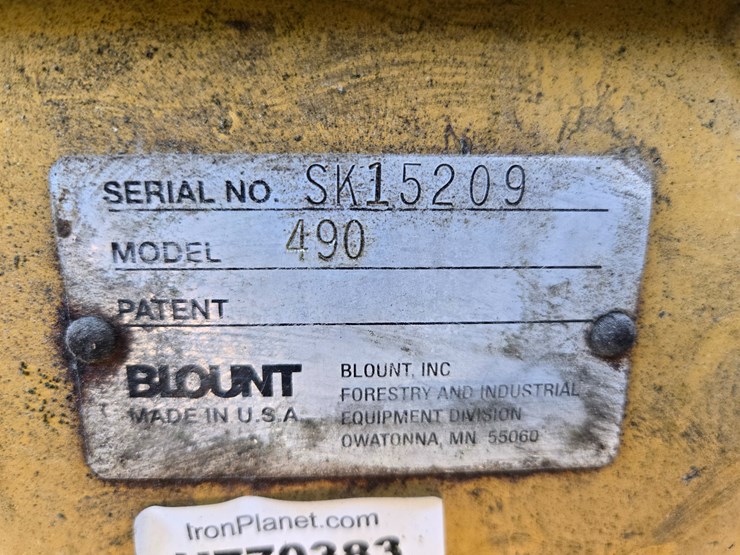 SERIAL NO. SK15209
MODEL 490
PATENT
BLOUNT
MADE IN U.S.A.
BLOUNT, INC
FORESTRY AND INDUSTRIAL
EQUIPMENT DIVISION
OWATONNA, MN 55060
IronPlanet.com